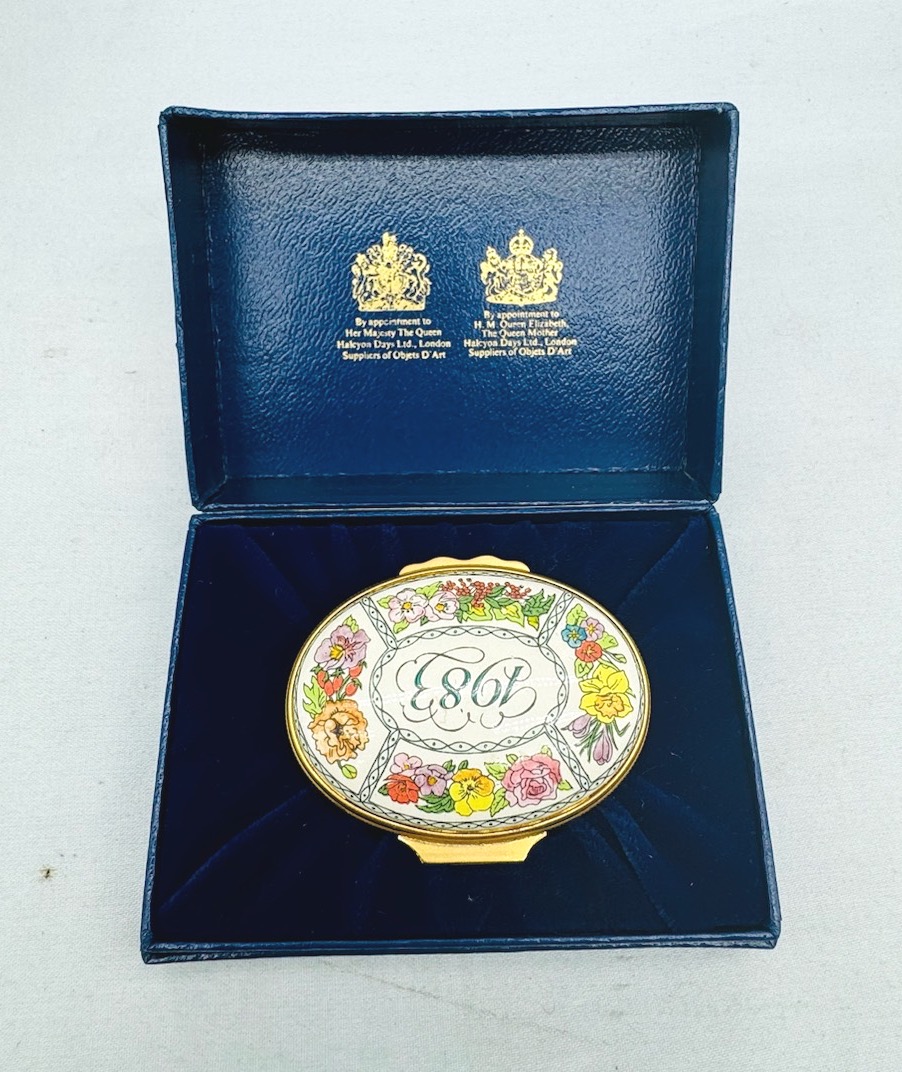 By appointment to
Her Majesty The Queen
Halcyon Days Ltd., London
Suppliers of Objets D'Art
By appointment to
H. M. Queen Elizabeth,
The Queen Mother
Halcyon Days Ltd., London
Suppliers of Objets D'Art
1983